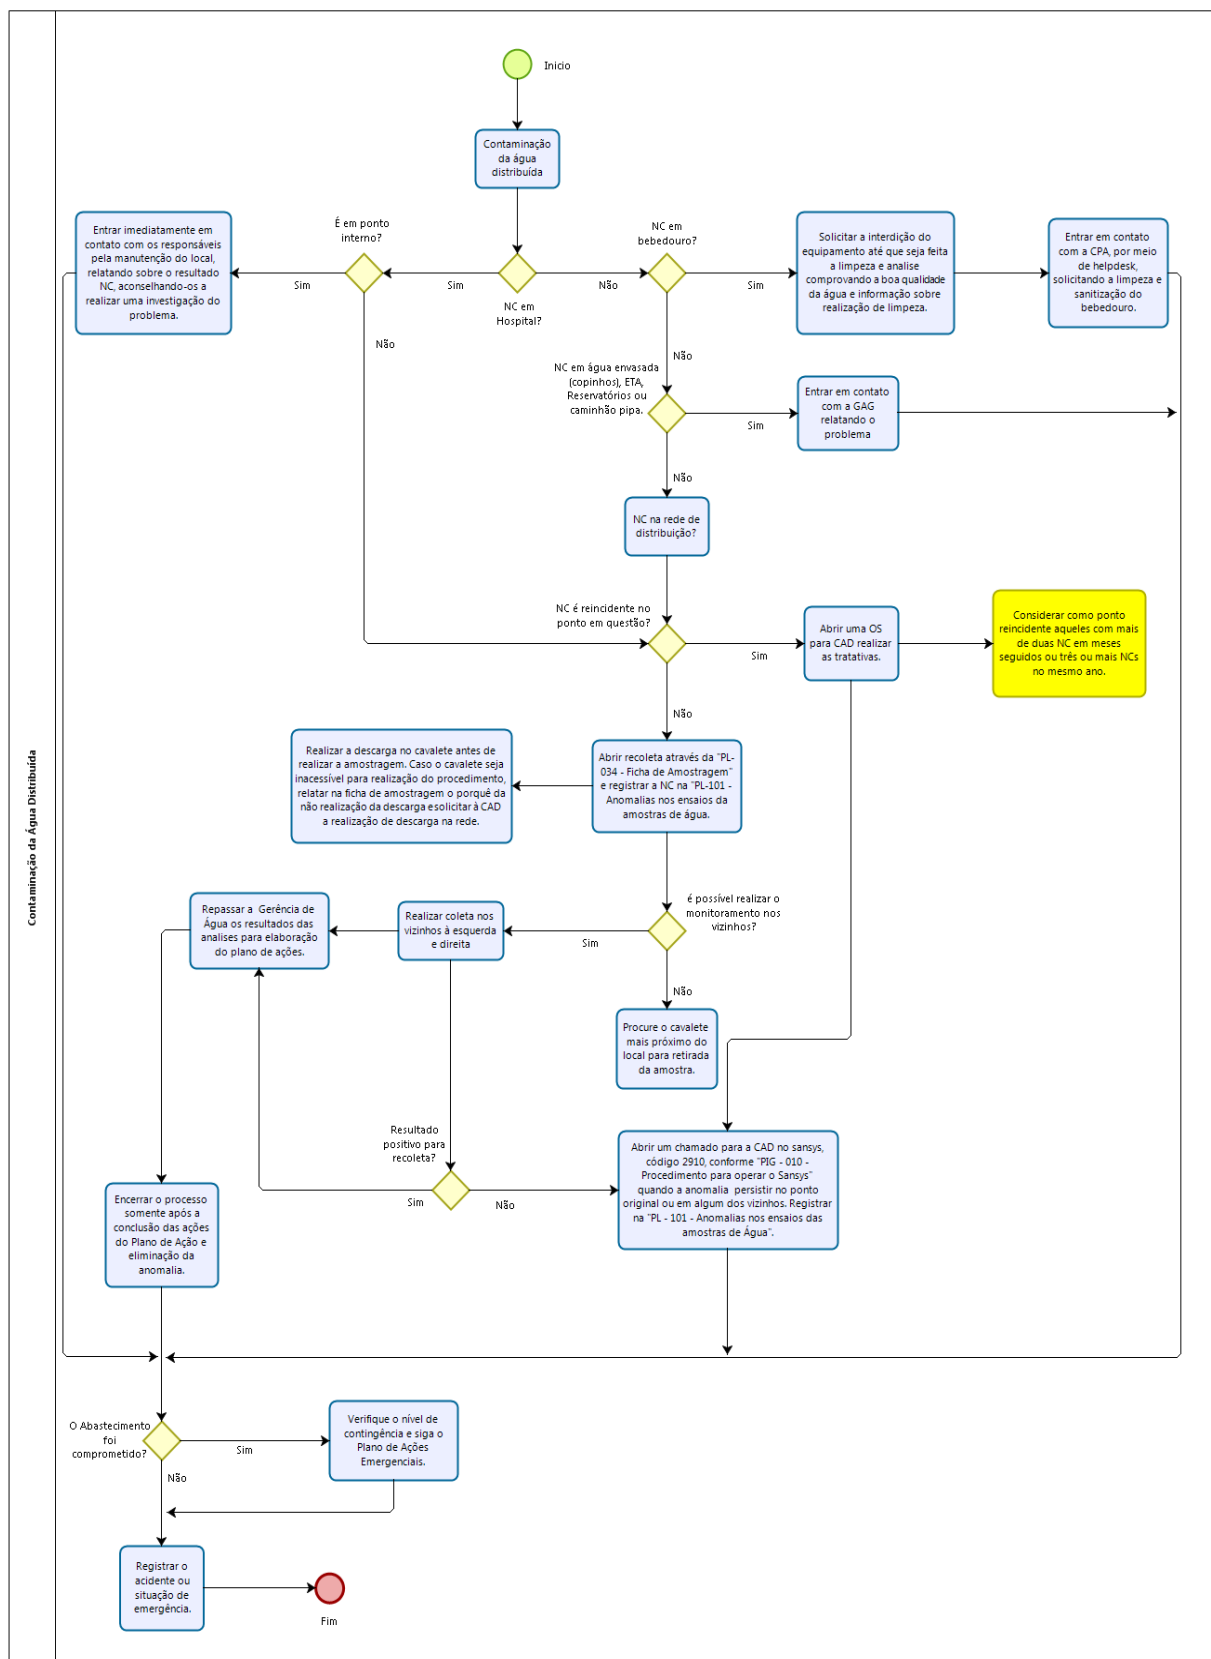 Contaminação da Água Distribuída
Inicio
Contaminação
da água
distribuída
É em ponto
interno?
NC em
bebedouro?
Entrar imediatamente em
contato com os responsáveis
pela manutenção do local,
relatando sobre o resultado
NC, aconselhando-os a
realizar uma investigação do
problema.
Sim
Sim
NC em
Hospital?
Não
Sim
Solicitar a interdição do
equipamento até que seja feita
a limpeza e analise
comprovando a boa qualidade
da água e informação sobre
realização de limpeza.
Entrar em contato
com a CPA, por meio
de helpdesk,
solicitando a limpeza e
sanitização do
bebedouro.
Não
Não
NC em água envasada
(copinhos), ETA,
Reservatórios ou
caminhão pipa.
Sim
Entrar em contato
com a GAG
relatando o
problema
Não
NC na rede de
distribuição?
NC é reincidente no
ponto em questão?
Sim
Abrir uma OS
para CAD realizar
as tratativas.
Considerar como ponto
reincidente aqueles com mais
de duas NC em meses
seguidos ou três ou mais NCs
no mesmo ano.
Não
Realizar a descarga no cavalete antes de
realizar a amostragem. Caso o cavalete seja
inacessível para realização do procedimento,
relatar na ficha de amostragem o porquê da
não realização da descarga esolicitar à CAD
a realização de descarga na rede.
Abrir recoleta através da "PL-
034 - Ficha de Amostragem"
e registrar a NC na "PL-101 -
Anomalias nos ensaios da
amostras de água.
é possível realizar o
monitoramento nos
vizinhos?
Repassar a  Gerência de
Água os resultados das
analises para elaboração
do plano de ações.
Realizar coleta nos
vizinhos à esquerda
e direita
Sim
Não
Procure o cavalete
mais próximo do
local para retirada
da amostra.
Resultado
positivo para
recoleta?
Sim
Não
Abrir um chamado para a CAD no sansys,
código 2910, conforme "PIG - 010 -
Procedimento para operar o Sansys"
quando a anomalia  persistir no ponto
original ou em algum dos vizinhos. Registrar
na "PL - 101 - Anomalias nos ensaios das
amostras de Água".
Encerrar o processo
somente após a
conclusão das ações
do Plano de Ação e
eliminação da
anomalia.
O Abastecimento
foi
comprometido?
Sim
Verifique o nível de
contingência e siga o
Plano de Ações
Emergenciais.
Não
Registrar o
acidente ou
situação de
emergência.
Fim